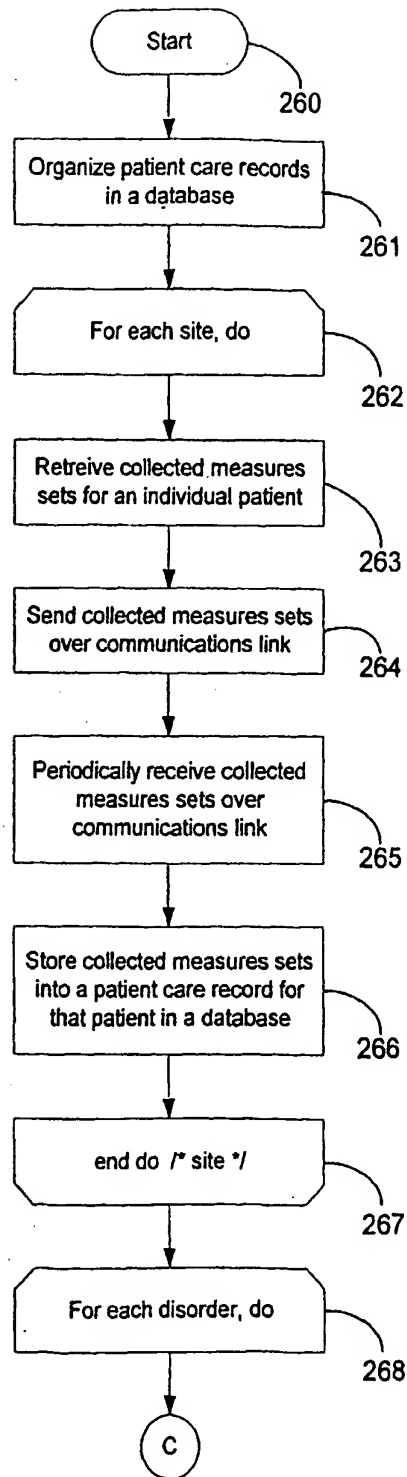 Start
260
Organize patient care records
in a database
261
For each site, do
262
Retreive collected measures
sets for an individual patient
263
Send collected measures sets
over communications link
264
Periodically receive collected
measures sets over
communications link
265
Store collected measures sets
into a patient care record for
that patient in a database
266
end do /* site */
267
For each disorder, do
268
C